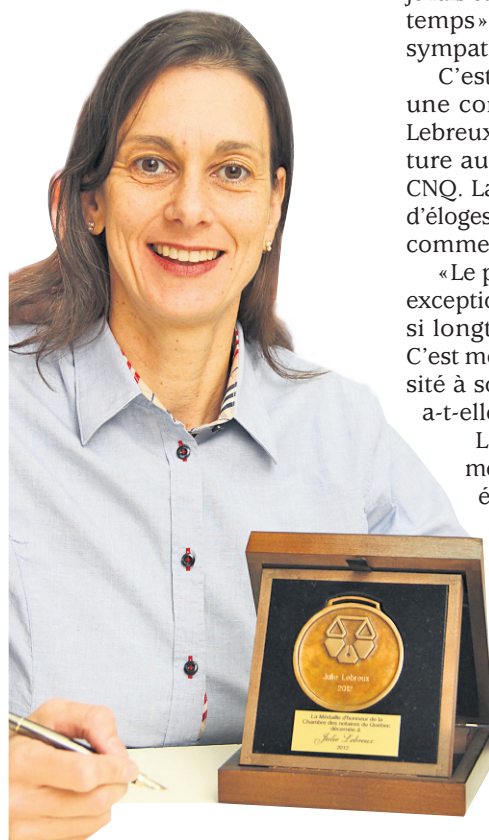 temps»
sympat
C'est
une co
Lebreux
ture au
CNQ. La
d'éloges
comme
«Le p
exceptio
si longt
C'est mo
sité à so
a-t-elle
L
mo
é
Julie Lebreux
2012
La Médaille d'honneur de la
Chambre des notaires du Québec
décernée à
Julie Lebreux
2012